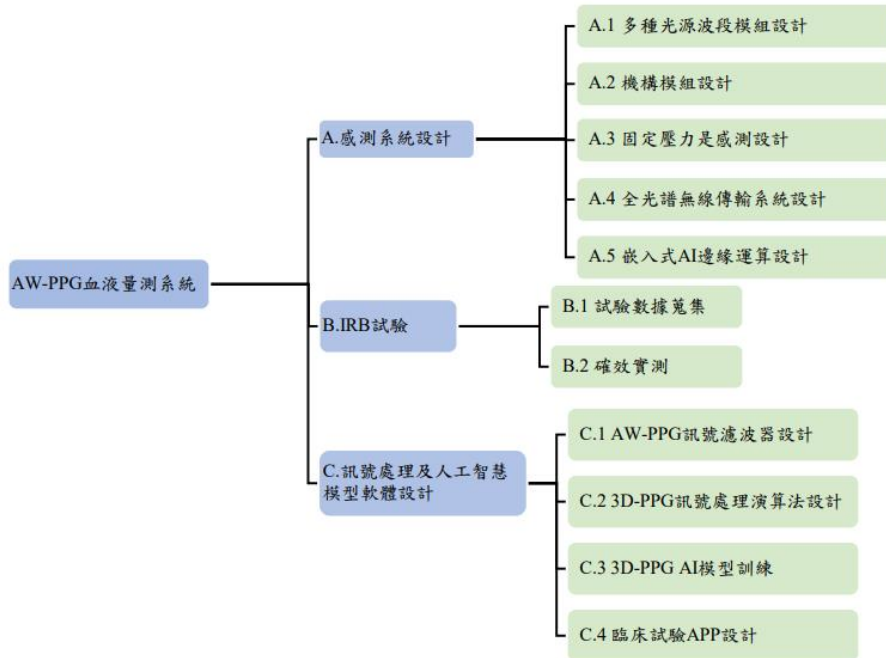 AW-PPG血液量測系統
A.感測系統設計
A.1 多種光源波段模組設計
A.2 機構模組設計
A.3 固定壓力是感測設計
A.4 全光譜無線傳輸系統設計
A.5 嵌入式AI邊緣運算設計
B.IRB試驗
B.1 試驗數據蒐集
B.2 確效實測
C.訊號處理及人工智慧
模型軟體設計
C.1 AW-PPG訊號濾波器設計
C.2 3D-PPG訊號處理演算法設計
C.3 3D-PPG AI模型訓練
C.4 臨床試驗APP設計